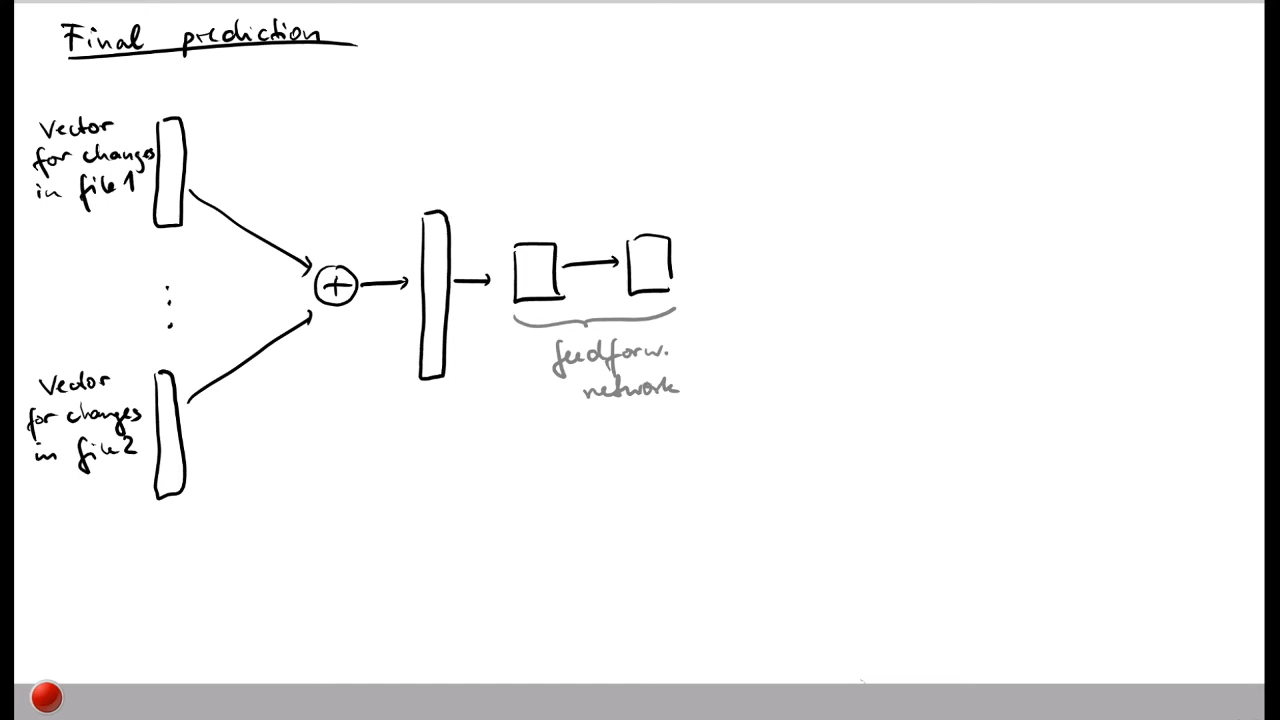 Final prediction
Vector
for changes
in file 1
+
Vector
for changes
in file 2
feedforw.
network